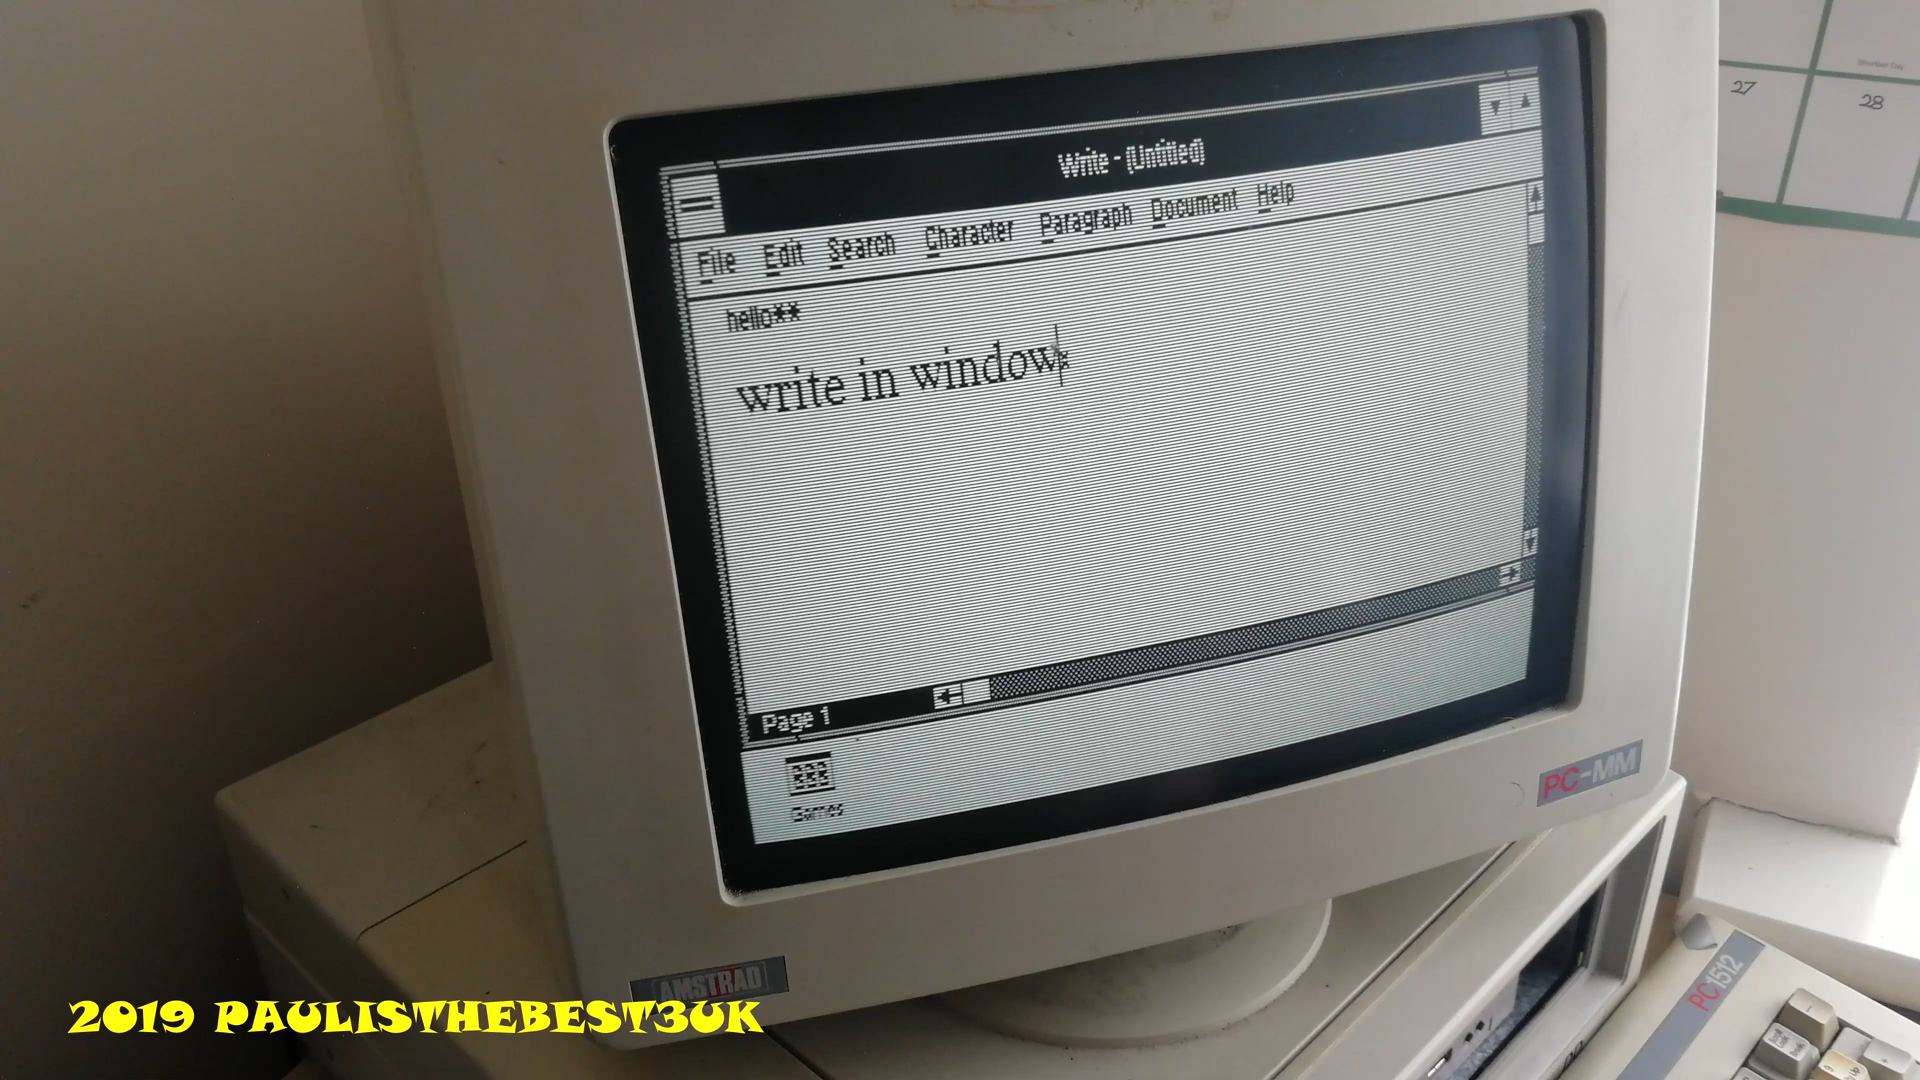 27
28
Write - (Untitled)
File Edit Search Character Paragraph Document Help
hello**
write in window
Page 1
Games
PC-MM
AMSTRAD
PC1512
2019 PAULISTHEBEST3UK